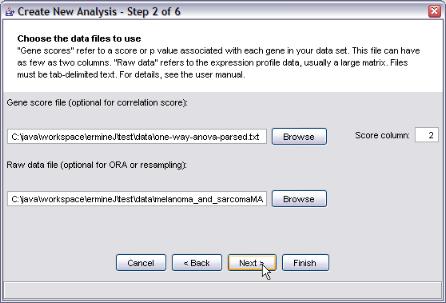 Create New Analysis - Step 2 of 6
Choose the data files to use
"Gene scores" refer to a score or p value associated with each gene in your data set. This file can have
as few as two columns. "Raw data" refers to the expression profile data, usually a large matrix. Files
must be tab-delimited text. For details, see the user manual.
Gene score file (optional for correlation score):
C:\java\workspace\ermineJ\test\data\one-way-anova-parsed.txt Browse Score column: 2
Raw data file (optional for ORA or resampling):
C:\java\workspace\ermineJ\test\data\melanoma_and_sarcomaMA Browse
Cancel < Back Next > Finish